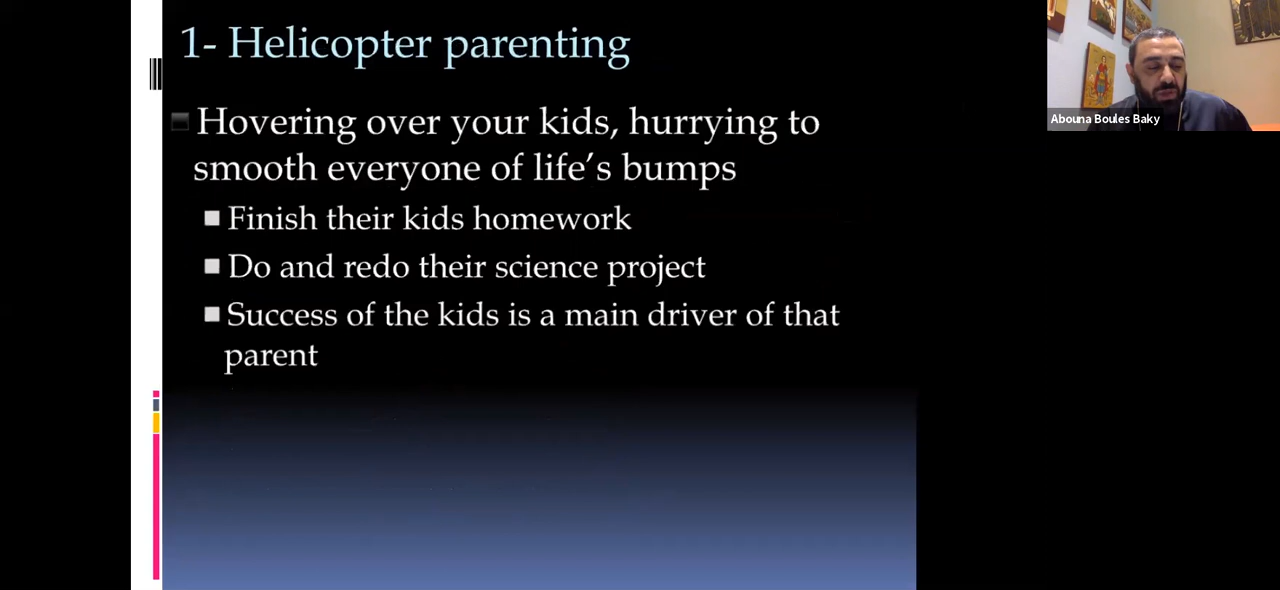 1- Helicopter parenting
Hovering over your kids, hurrying to
smooth everyone of life’s bumps
Finish their kids homework
Do and redo their science project
Success of the kids is a main driver of that
parent
Abouna Boules Baky